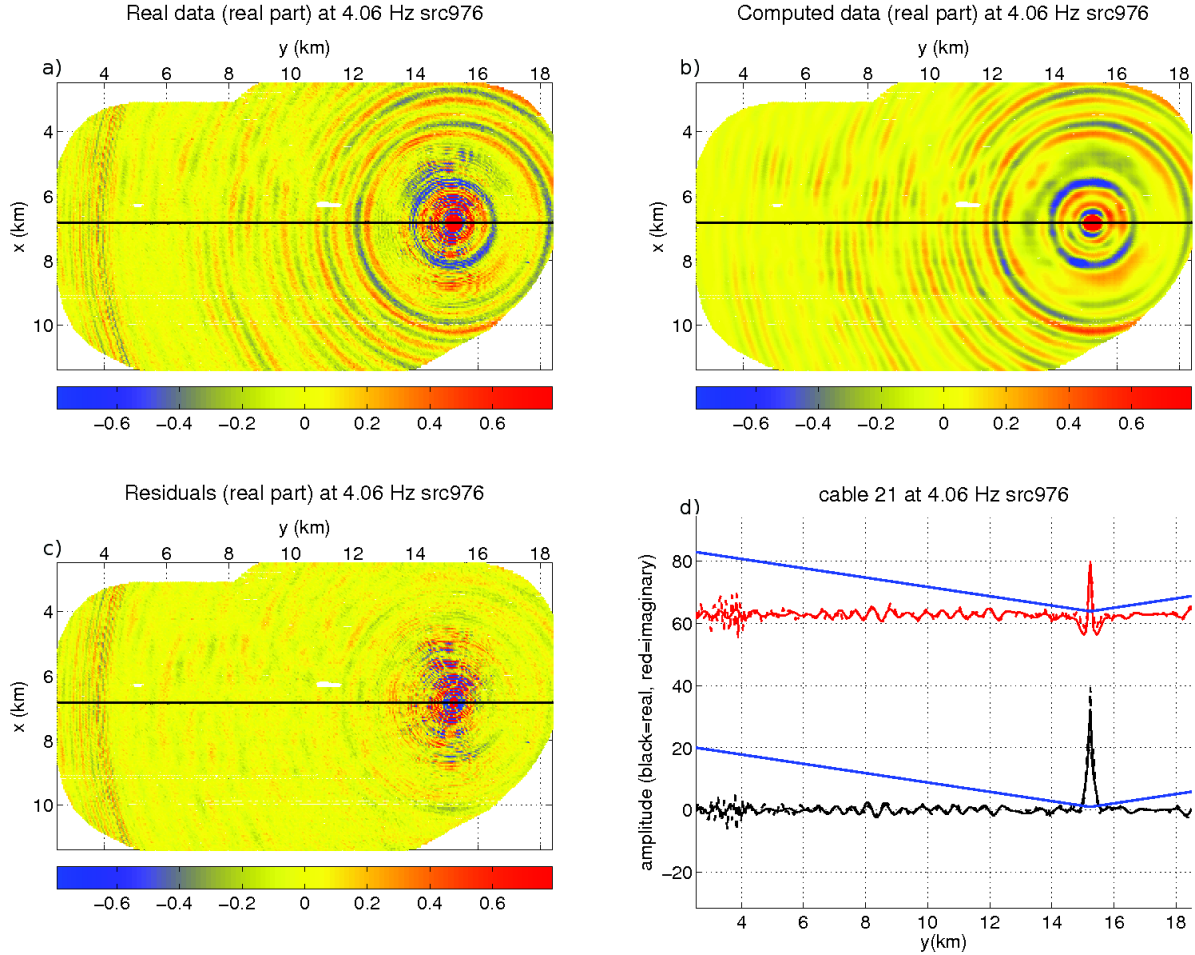 Real data (real part) at 4.06 Hz src976
y (km)
a)
4 6 8 10 12 14 16 18
x (km)
4
6
8
10
−0.6 −0.4 −0.2 0 0.2 0.4 0.6
Computed data (real part) at 4.06 Hz src976
y (km)
b)
4 6 8 10 12 14 16 18
x (km)
4
6
8
10
−0.6 −0.4 −0.2 0 0.2 0.4 0.6
Residuals (real part) at 4.06 Hz src976
y (km)
c)
4 6 8 10 12 14 16 18
x (km)
4
6
8
10
−0.6 −0.4 −0.2 0 0.2 0.4 0.6
cable 21 at 4.06 Hz src976
d)
amplitude (black=real, red=imaginary)
80
60
40
20
0
−20
4 6 8 10 12 14 16 18
y(km)